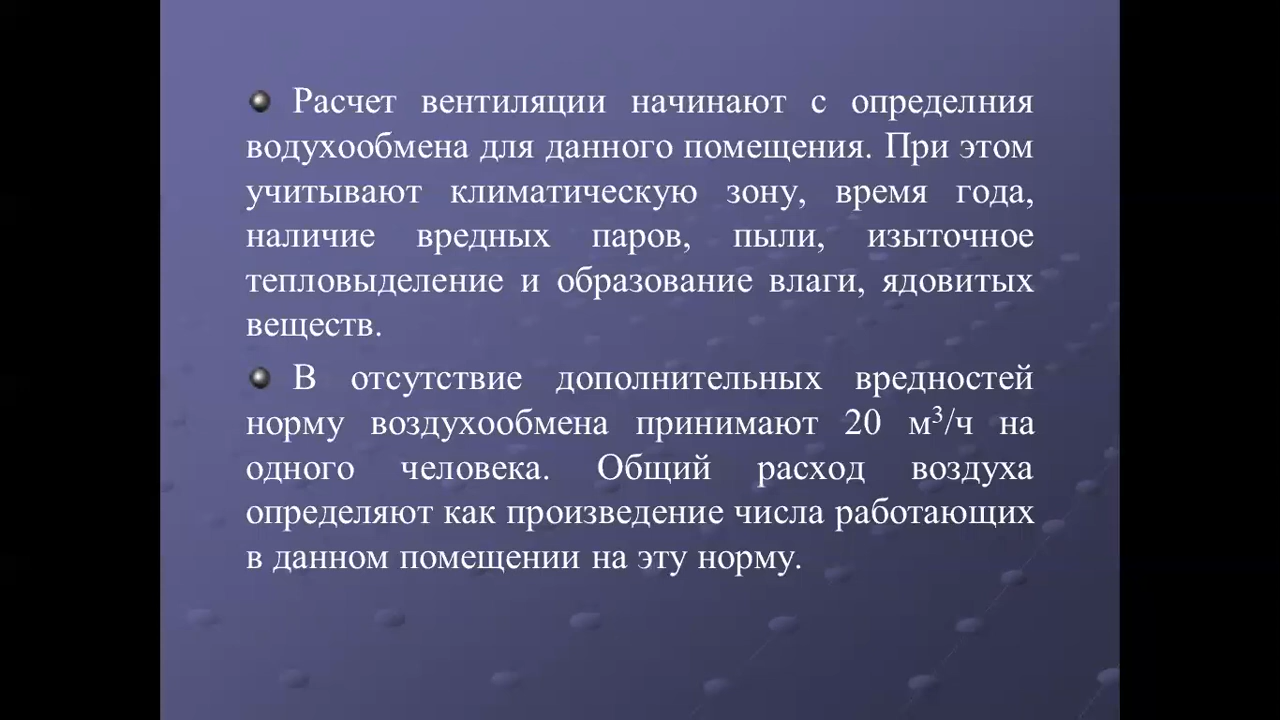 Расчет вентиляции начинают с определния
водухообмена для данного помещения. При этом
учитывают климатическую зону, время года,
наличие вредных паров, пыли, изыточное
тепловыделение и образование влаги, ядовитых
веществ.
В отсутствие дополнительных вредностей
норму воздухообмена принимают 20 м³/ч на
одного человека. Общий расход воздуха
определяют как произведение числа работающих
в данном помещении на эту норму.